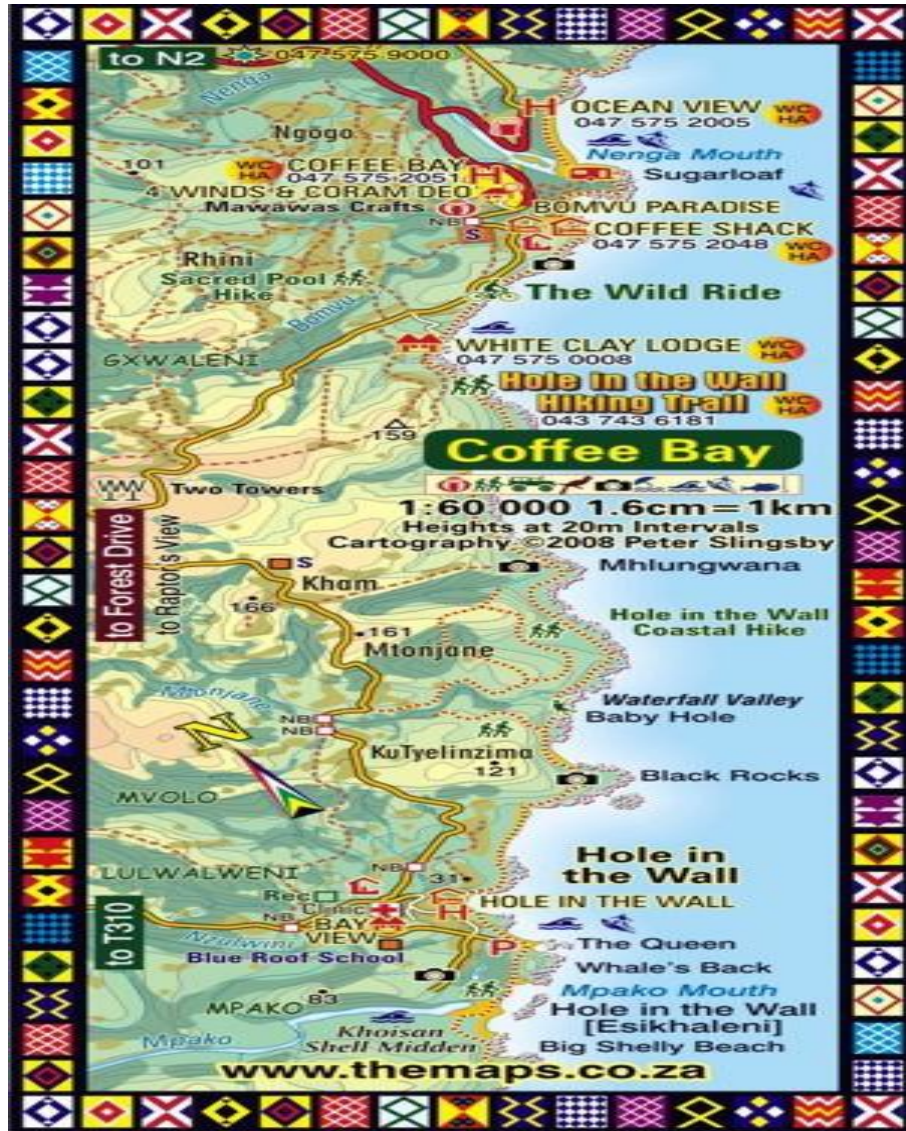 to N2 047 575 9000
Nenga
OCEAN VIEW WC HA
047 575 2005
Ngogo
Nenga Mouth
101
WC HA COFFEE BAY
047 575 2051
Sugarloaf
4 WINDS & CORAM DEO
Mawawas Crafts
BOMVU PARADISE
NB
S
COFFEE SHACK
047 575 2048 WC HA
Rhini
Sacred Pool
Hike
The Wild Ride
Bomvu
GXWALENI
WHITE CLAY LODGE WC HA
047 575 0008
Hole in the Wall
Hiking Trail WC HA
043 743 6181
159
Coffee Bay
Two Towers
1:60 000 1.6cm=1km
Heights at 20m Intervals
Cartography ©2008 Peter Slingsby
to Forest Drive
to Raptor's View
S
Kham
Mhlungwana
166
161
Mtonjane
Hole in the Wall
Coastal Hike
Mtonjane
Waterfall Valley
Baby Hole
NB
NB
N
KuTyelinzima
121
Black Rocks
MVOLO
Hole in
the Wall
LULWALWENI
NB
31
Rec
Clinic
HOLE IN THE WALL
H
NB
BAY
VIEW
to T310
Nzulwini
P
The Queen
Blue Roof School
Whale's Back
Mpako Mouth
MPAKO
83
Hole in the Wall
[Esikhaleni]
Mpako
Khoisan
Shell Midden
Big Shelly Beach
www.themaps.co.za